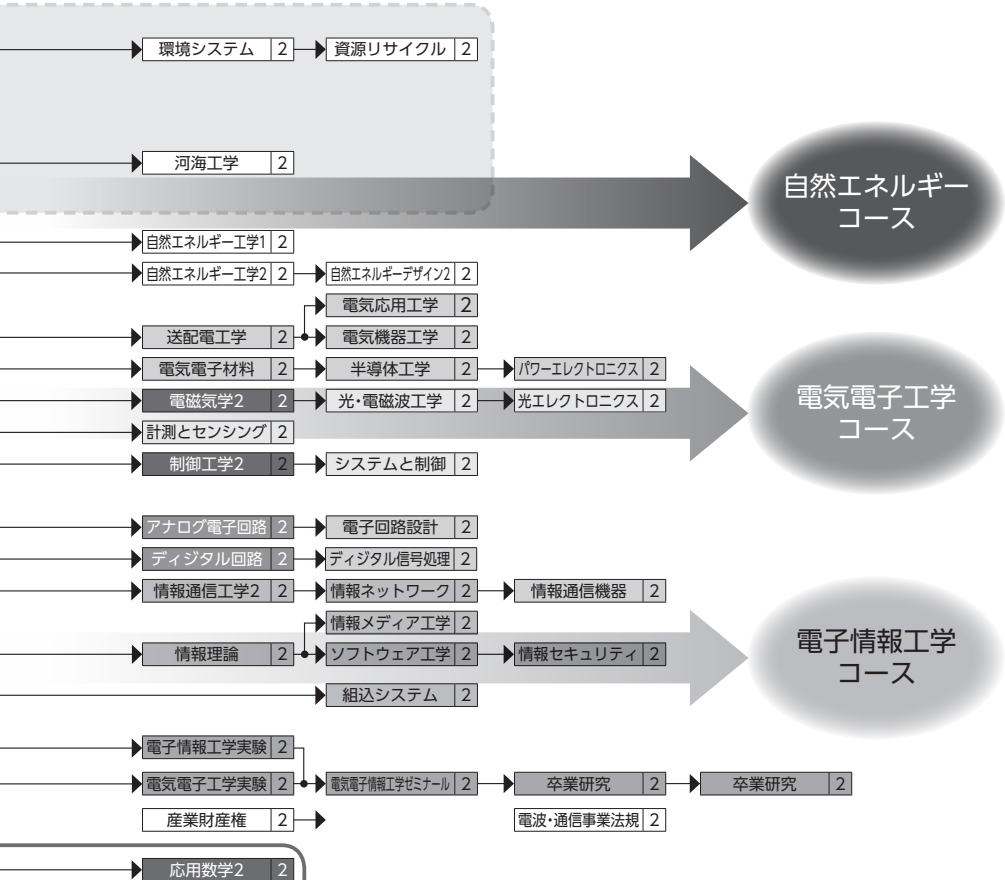 環境システム 2 資源リサイクル 2
河海工学 2
自然エネルギー
コース
自然エネルギー工学1 2
自然エネルギー工学2 2 自然エネルギーデザイン2 2
電気応用工学 2
送配電工学 2 電気機器工学 2
電気電子材料 2 半導体工学 2 パワーエレクトロニクス 2
電磁気学2 2 光・電磁波工学 2 光エレクトロニクス 2
電気電子工学
コース
計測とセンシング 2
制御工学2 2 システムと制御 2
アナログ電子回路 2 電子回路設計 2
ディジタル回路 2 ディジタル信号処理 2
情報通信工学2 2 情報ネットワーク 2 情報通信機器 2
情報メディア工学 2
情報理論 2 ソフトウェア工学 2 情報セキュリティ 2
電子情報工学
コース
組込システム 2
電子情報工学実験 2
電気電子工学実験 2 電気電子情報工学ゼミナール 2 卒業研究 2 卒業研究 2
産業財産権 2 電波・通信事業法規 2
応用数学2 2